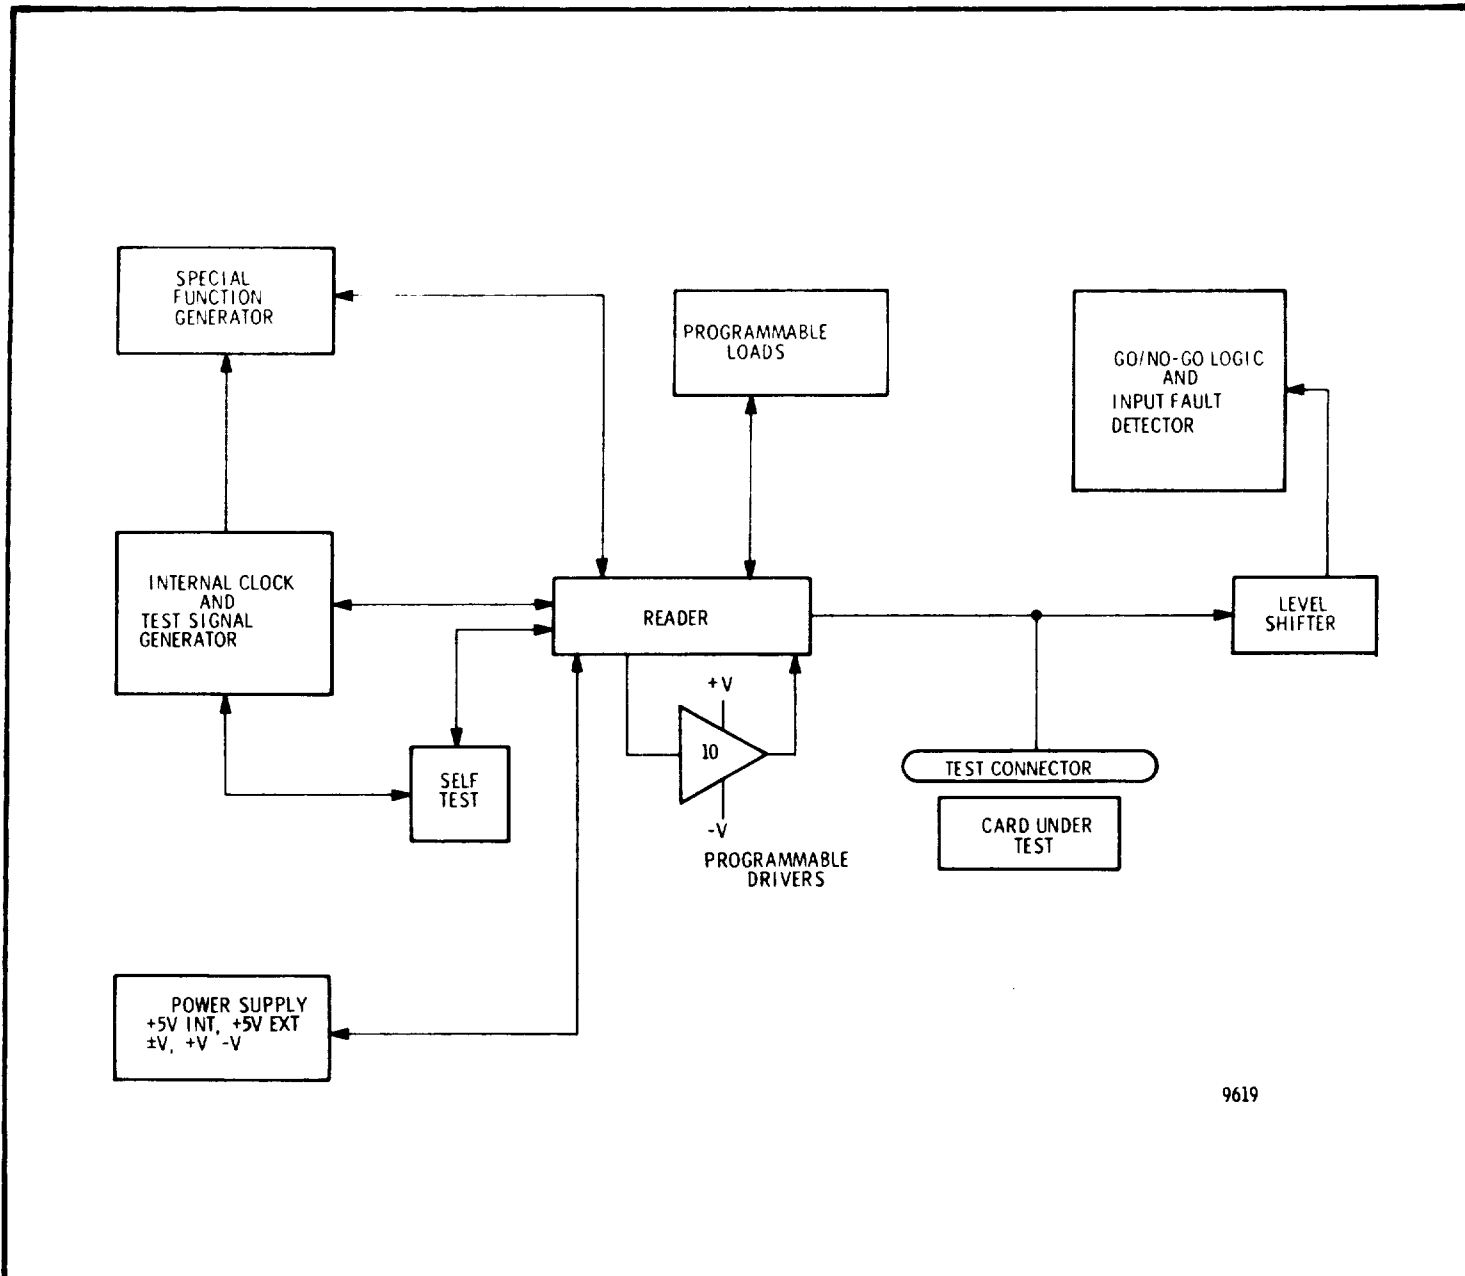 SPECIAL
FUNCTION
GENERATOR
PROGRAMMABLE
LOADS
GO/NO-GO LOGIC
AND
INPUT FAULT
DETECTOR
INTERNAL CLOCK
AND
TEST SIGNAL
GENERATOR
READER
LEVEL
SHIFTER
+V
10
-V
PROGRAMMABLE
DRIVERS
SELF
TEST
TEST CONNECTOR
CARD UNDER
TEST
POWER SUPPLY
+5V INT, +5V EXT
±V, +V -V
9619